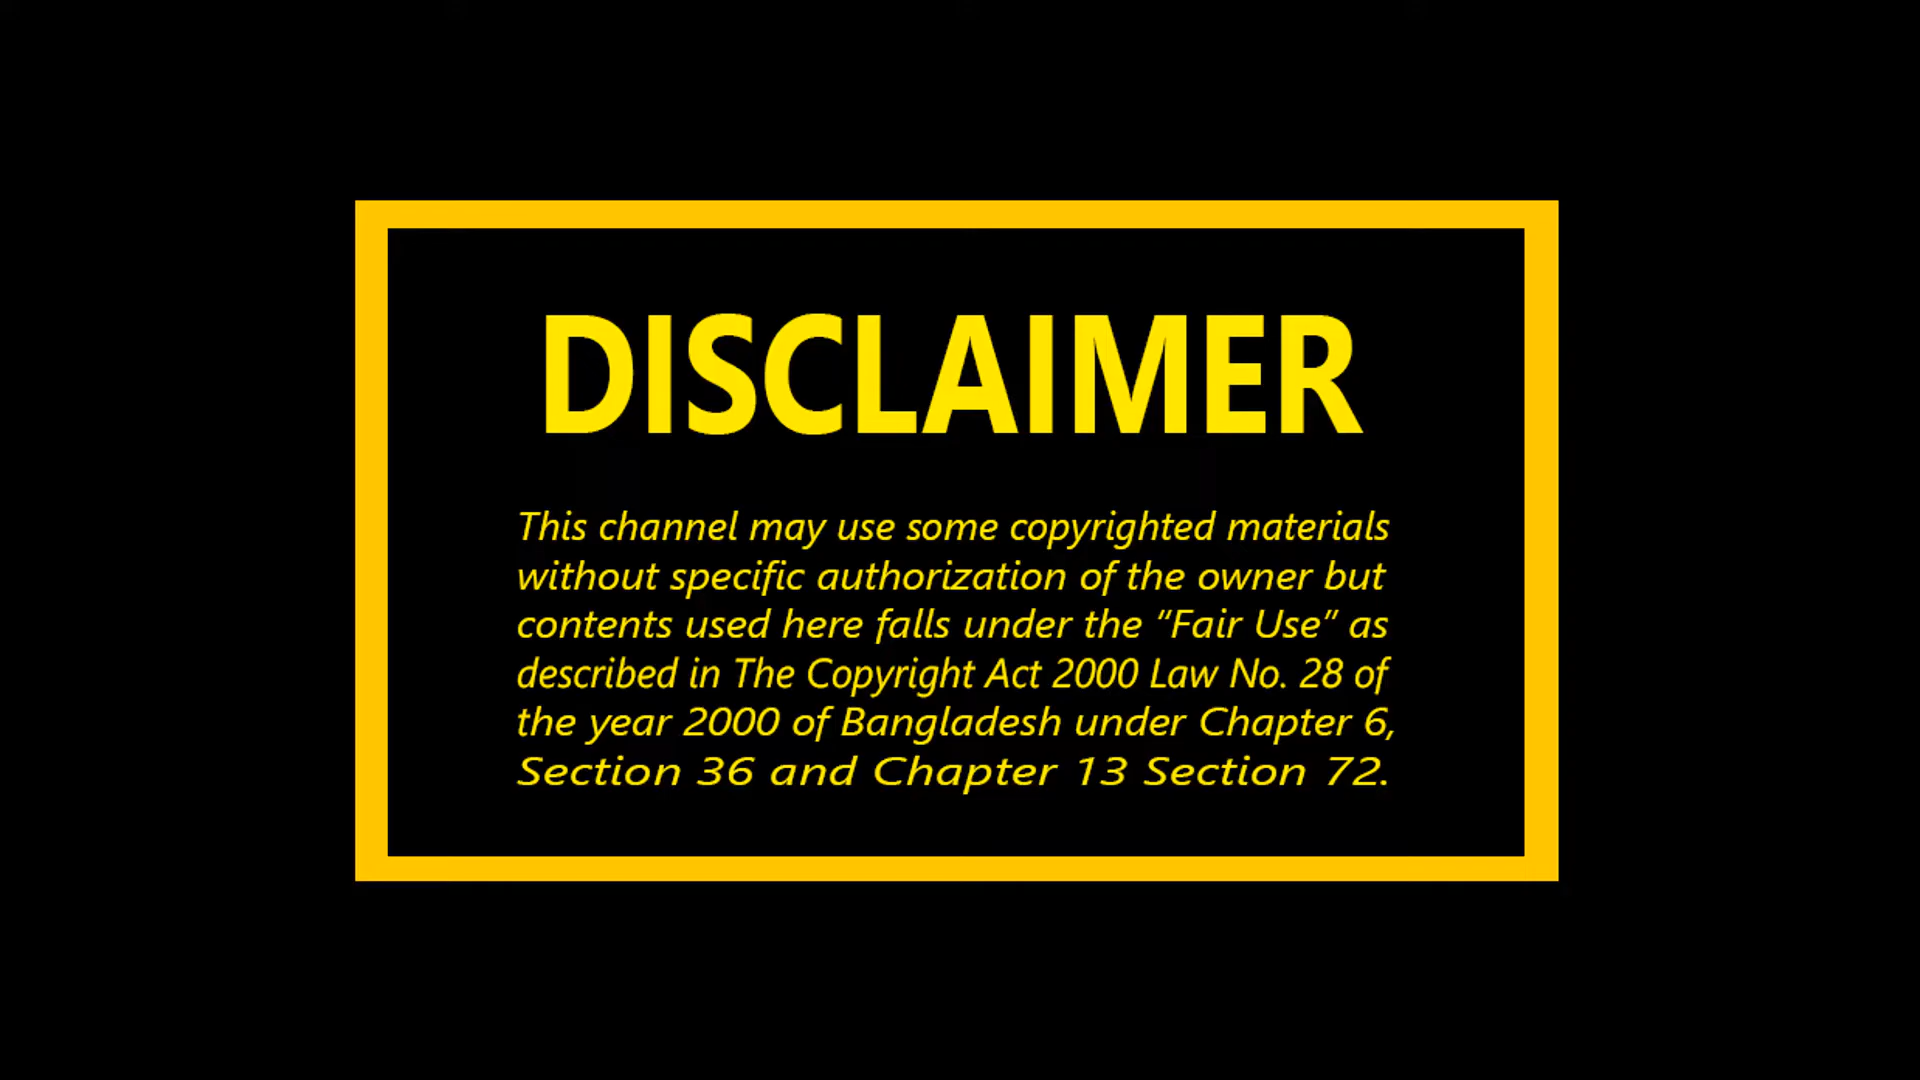 DISCLAIMER
This channel may use some copyrighted materials
without specific authorization of the owner but
contents used here falls under the “Fair Use” as
described in The Copyright Act 2000 Law No. 28 of
the year 2000 of Bangladesh under Chapter 6,
Section 36 and Chapter 13 Section 72.